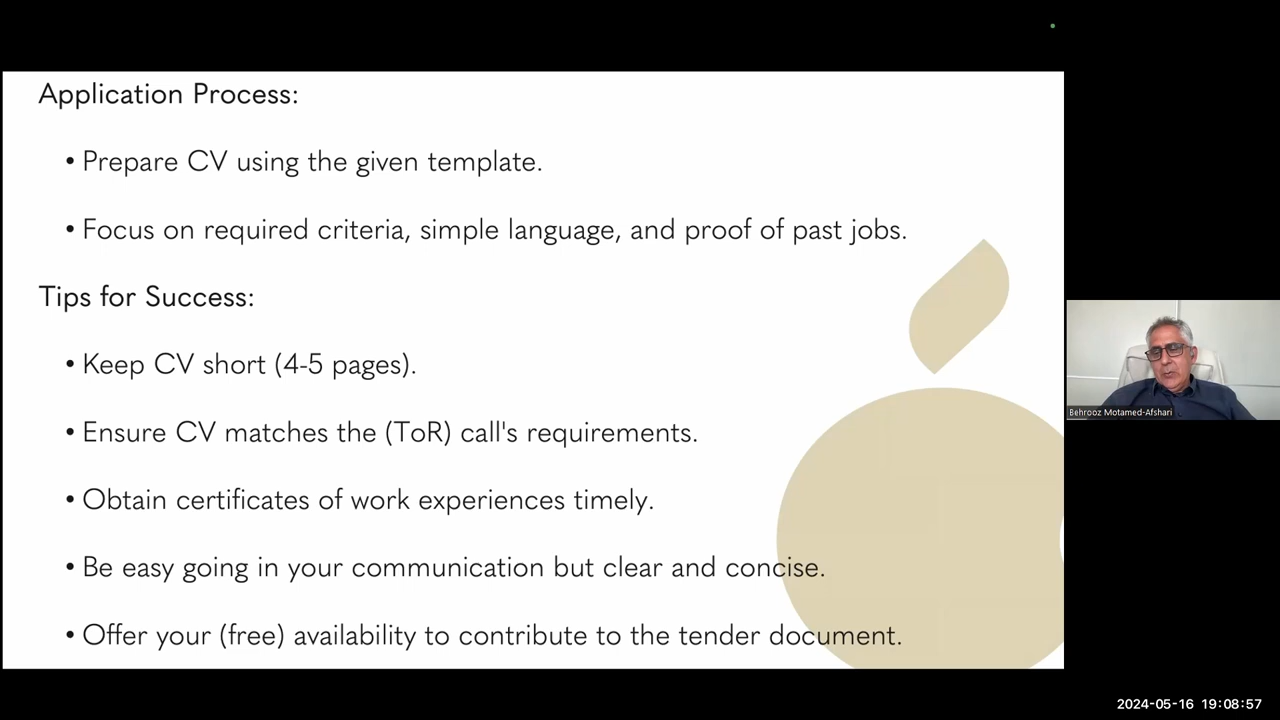 Application Process:
• Prepare CV using the given template.
• Focus on required criteria, simple language, and proof of past jobs.
Tips for Success:
• Keep CV short (4-5 pages).
• Ensure CV matches the (ToR) call's requirements.
• Obtain certificates of work experiences timely.
• Be easy going in your communication but clear and concise.
• Offer your (free) availability to contribute to the tender document.
Behrooz Motamed-Afshari
2024-05-16 19:08:57